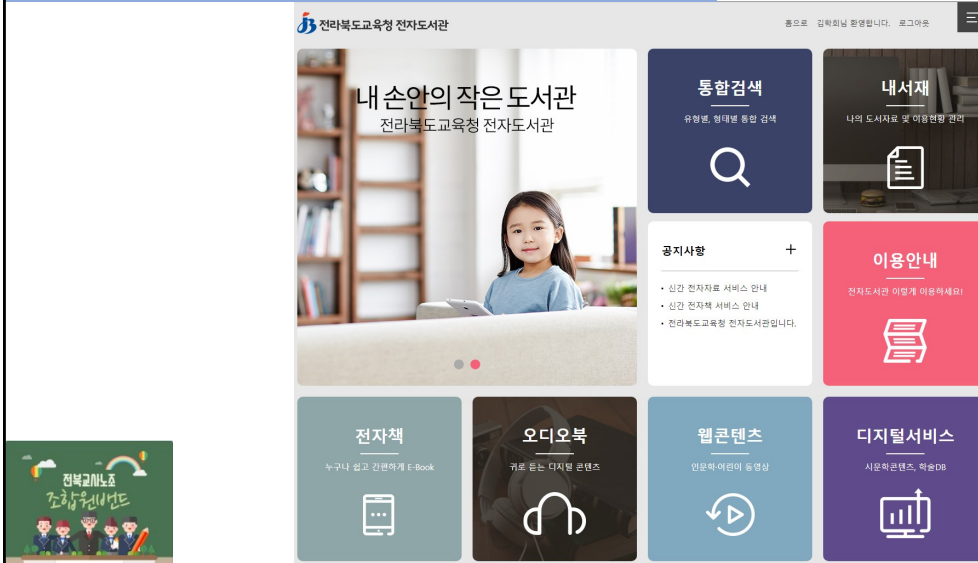 전라북도교육청 전자도서관
홈으로 김학희님 환영합니다. 로그아웃
내 손안의 작은 도서관
전라북도교육청 전자도서관
통합검색
유형별, 형태별 통합 검색
내서재
나의 도서자료 및 이용현황 관리
공지사항 +
• 신간 전자자료 서비스 안내
• 신간 전자책 서비스 안내
• 전라북도교육청 전자도서관입니다.
이용안내
전자도서관 이렇게 이용하세요!
전자책
누구나 쉽고 간편하게 E-Book
오디오북
귀로 듣는 디지털 콘텐츠
웹콘텐츠
인문학·어린이 동영상
디지털서비스
시문학콘텐츠, 학술DB
전북교사노조
조합원밴드